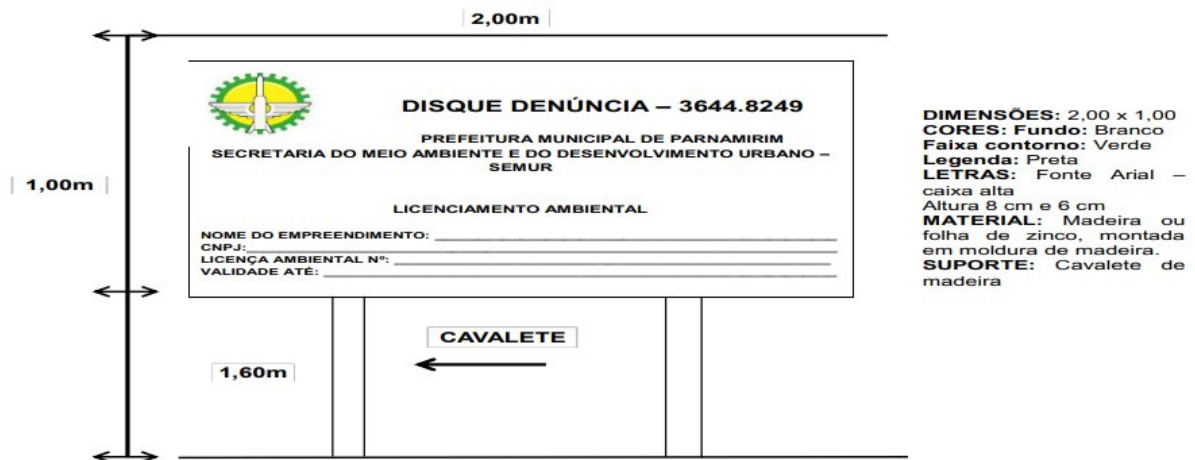 2,00m
DISQUE DENÚNCIA – 3644.8249
PREFEITURA MUNICIPAL DE PARNAMIRIM
SECRETARIA DO MEIO AMBIENTE E DO DESENVOLVIMENTO URBANO –
SEMUR
1,00m
LICENCIAMENTO AMBIENTAL
NOME DO EMPREENDIMENTO:
CNPJ:
LICENÇA AMBIENTAL Nº:
VALIDADE ATÉ:
CAVALETE
1,60m
DIMENSÕES: 2,00 x 1,00
CORES: Fundo: Branco
Faixa contorno: Verde
Legenda: Preta
LETRAS: Fonte Arial –
caixa alta
Altura 8 cm e 6 cm
MATERIAL: Madeira ou
folha de zinco, montada
em moldura de madeira.
SUPORTE: Cavalete de
madeira